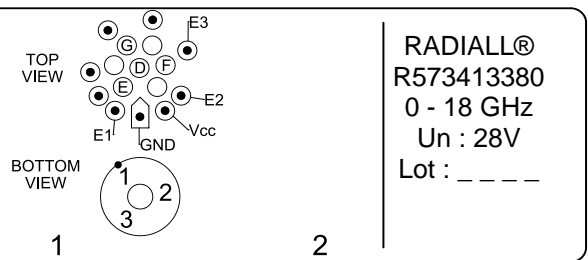 E3
G
TOP
VIEW
D
F
E
E2
E1
Vcc
GND
BOTTOM
VIEW
1
2
3
1
2
RADIALL®
R573413380
0 - 18 GHz
Un : 28V
Lot : _ _ _ _